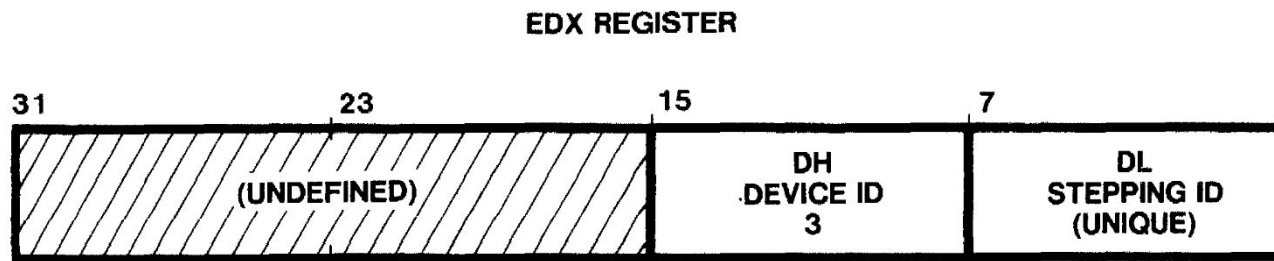 EDX REGISTER
31 23 15 7
(UNDEFINED)
DH
DEVICE ID
3
DL
STEPPING ID
(UNIQUE)